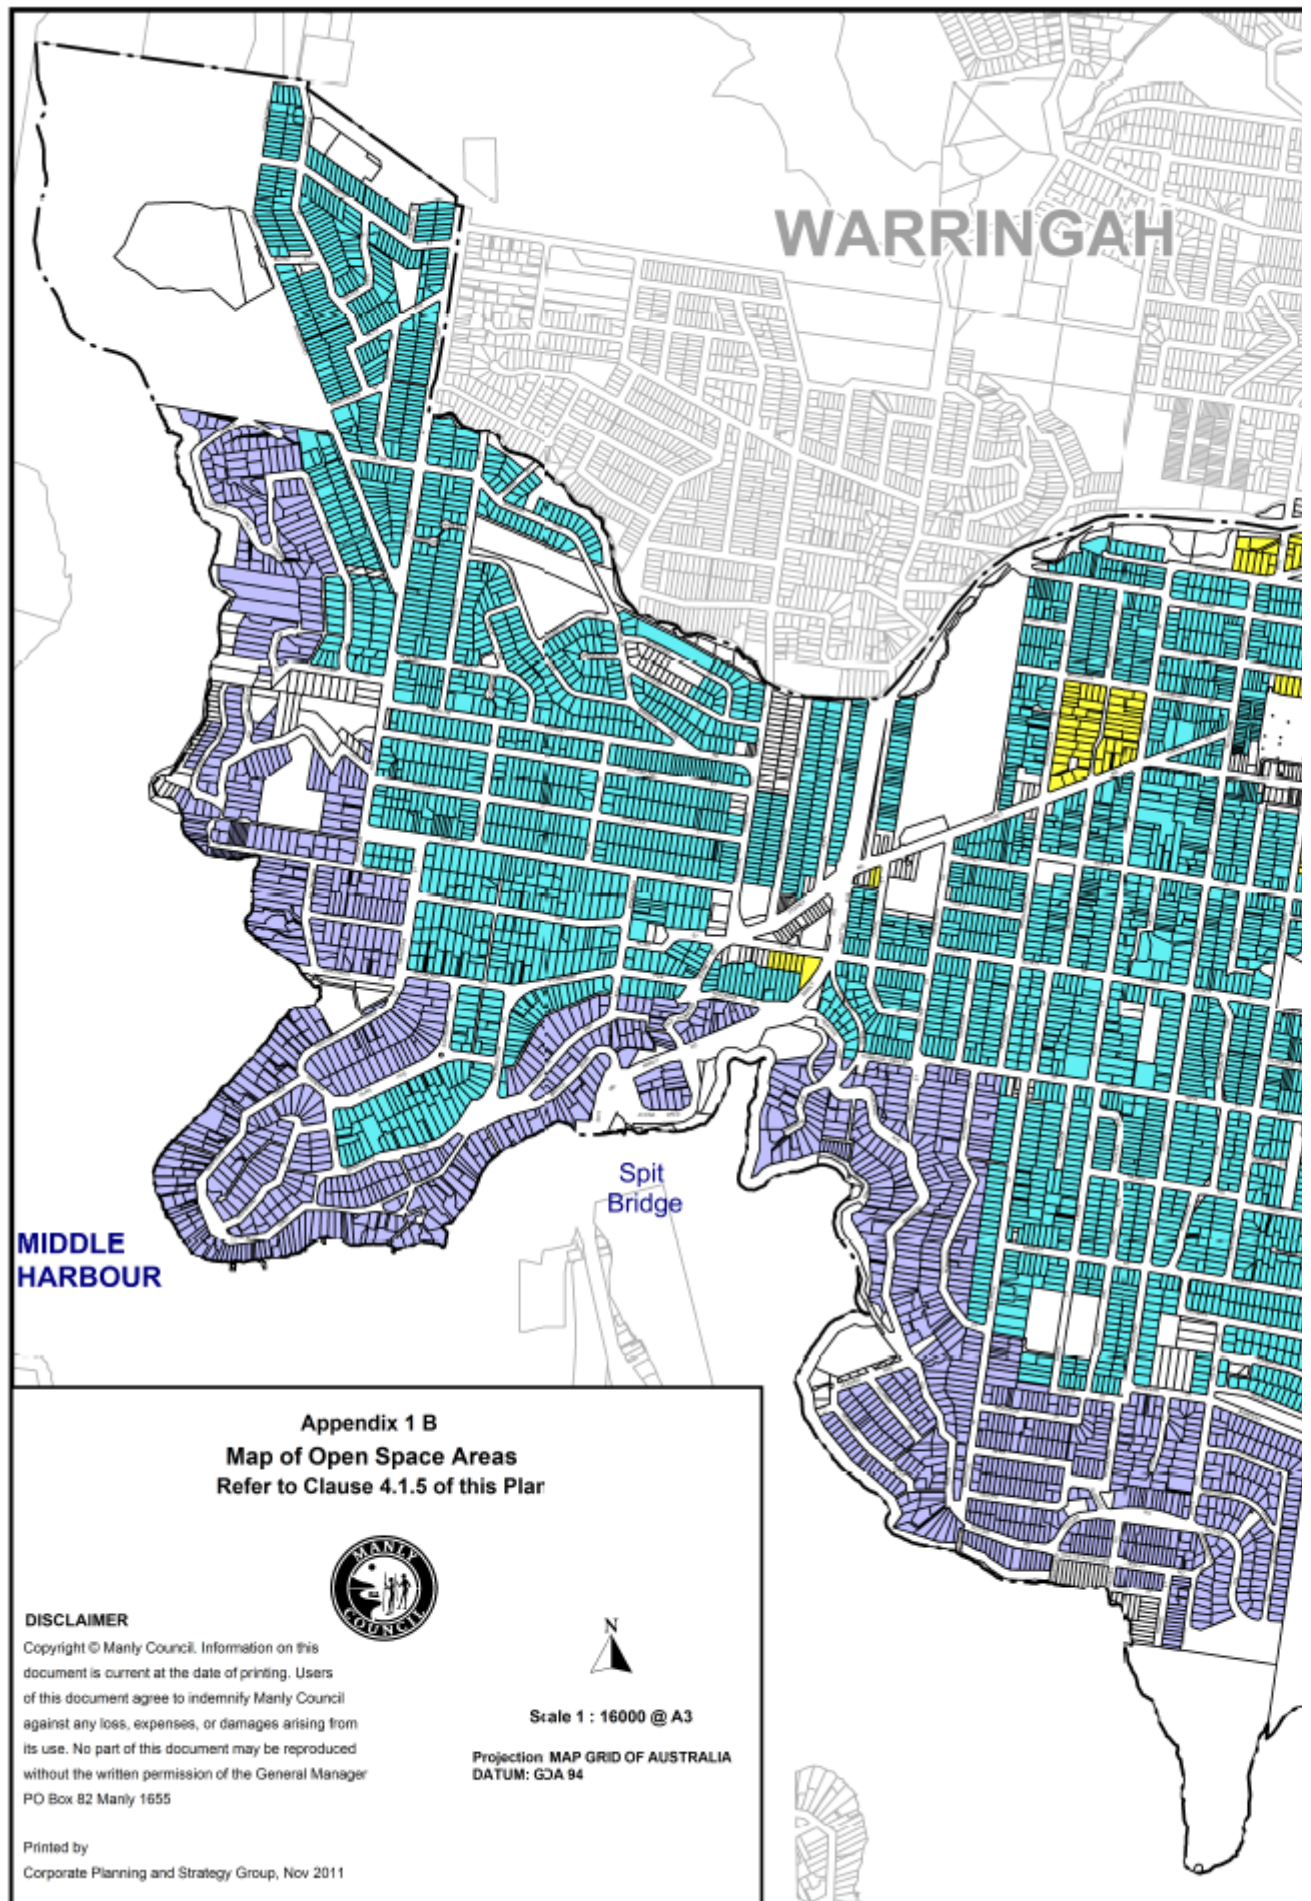 WARRINGAH
Spit
Bridge
MIDDLE
HARBOUR
Appendix 1 B
Map of Open Space Areas
Refer to Clause 4.1.5 of this Plar
MANLY
COUNCIL
DISCLAIMER
Copyright © Manly Council. Information on this
document is current at the date of printing. Users
of this document agree to indemnify Manly Council
against any loss, expenses, or damages arising from
its use. No part of this document may be reproduced
without the written permission of the General Manager
PO Box 82 Manly 1655
Printed by
Corporate Planning and Strategy Group, Nov 2011
N
Scale 1 : 16000 @ A3
Projection MAP GRID OF AUSTRALIA
DATUM: GDA 94